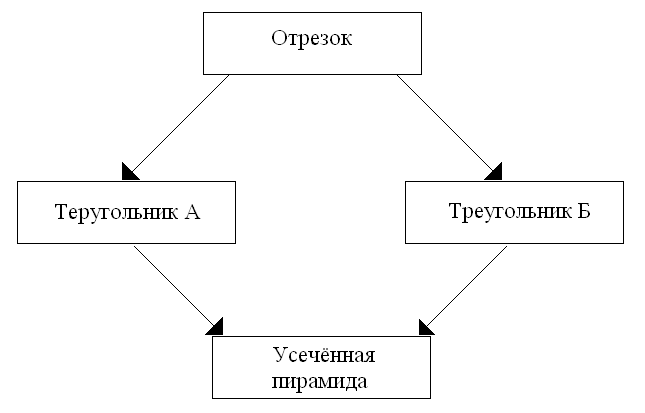 Отрезок
Теругольник А
Треугольник Б
Усечённая
пирамида